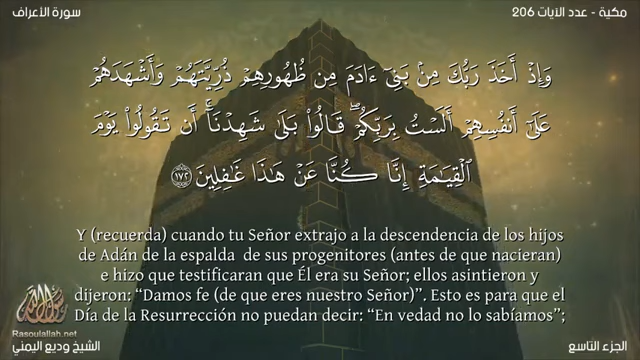 مكية - عدد الآيات 206
سورة الأعراف
وَإِذْ أَخَذَ رَبُّكَ مِنۢ بَنِىٓ ءَادَمَ مِن ظُهُورِهِمْ ذُرِّيَّتَهُمْ وَأَشْهَدَهُمْ
عَلَىٰٓ أَنفُسِهِمْ أَلَسْتُ بِرَبِّكُمْ ۖ قَالُوا۟ بَلَىٰ شَهِدْنَآ ۛ أَن تَقُولُوا۟ يَوْمَ
ٱلْقِيَـٰمَةِ إِنَّا كُنَّا عَنْ هَـٰذَا غَـٰفِلِينَ ١٧٢
Y (recuerda) cuando tu Señor extrajo a la descendencia de los hijos
de Adán de la espalda de sus progenitores (antes de que nacieran)
e hizo que testificaran que Él era su Señor; ellos asintieron y
dijeron: “Damos fe (de que eres nuestro Señor)”. Esto es para que el
Día de la Resurrección no puedan decir: “En vedad no lo sabíamos”;
رسول الله
Rasoulallah.net
الجزء التاسع
الشيخ وديع اليمني